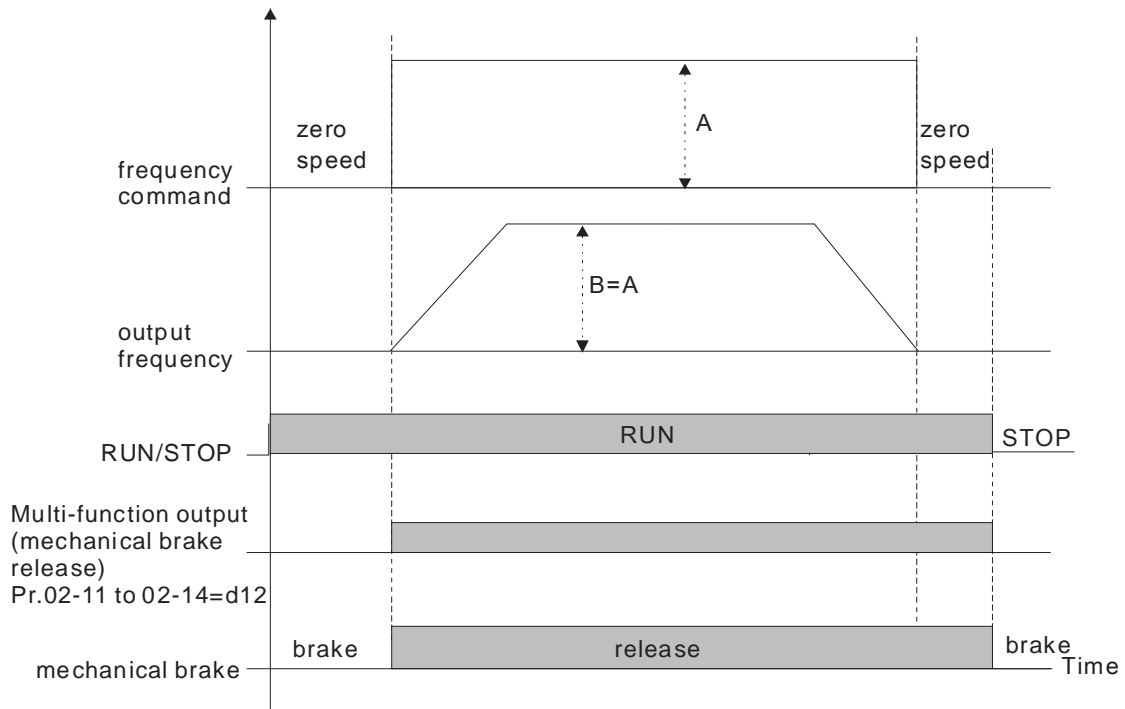 zero
speed
A
zero
speed
frequency
command
B=A
output
frequency
RUN
STOP
RUN/STOP
Multi-function output
(mechanical brake
release)
Pr.02-11 to 02-14=d12
brake
release
brake
mechanical brake
Time